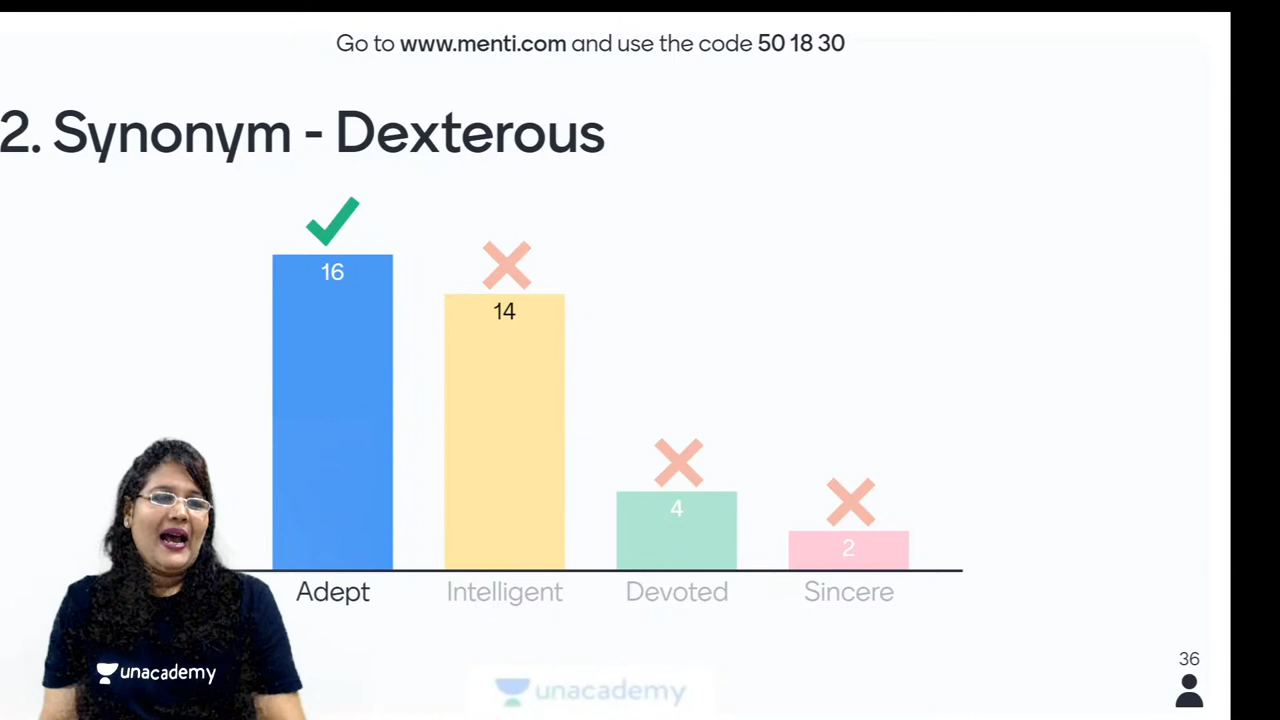 Go to www.menti.com and use the code 50 18 30
2. Synonym - Dexterous
16
14
4
2
Adept
Intelligent
Devoted
Sincere
unacademy
unacademy
36